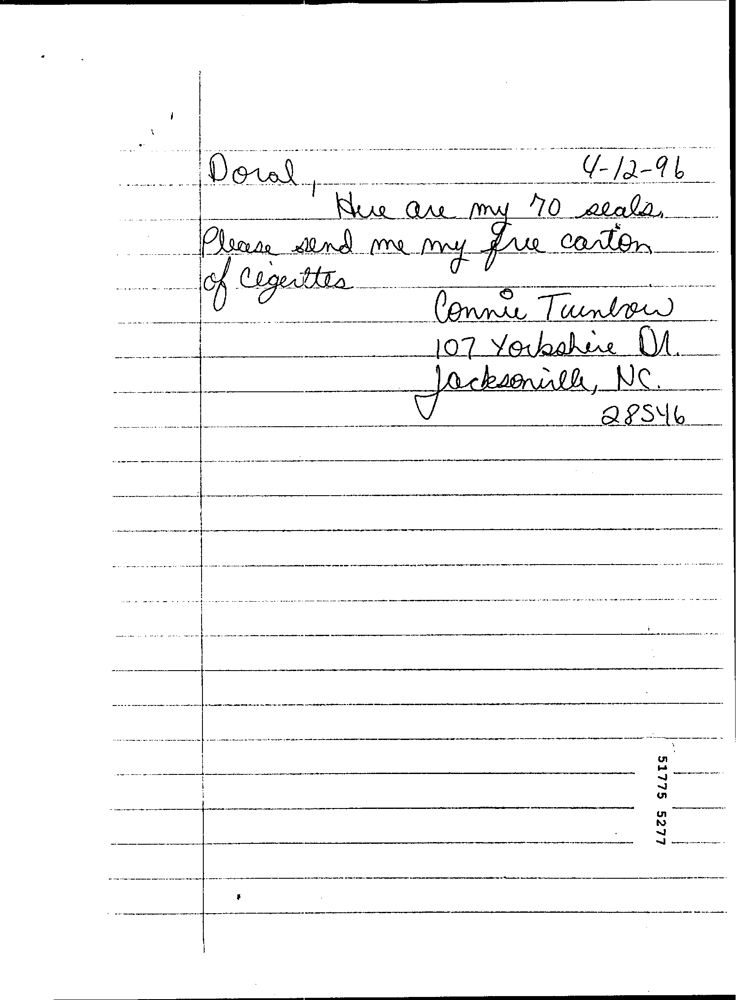 Doral, 4-12-96
Here are my 70 seals.
Please send me my free carton
of Cegerttes
Connie Turnbow
107 Yorkshire Dr.
Jacksonville, NC.
28546
51775 5277